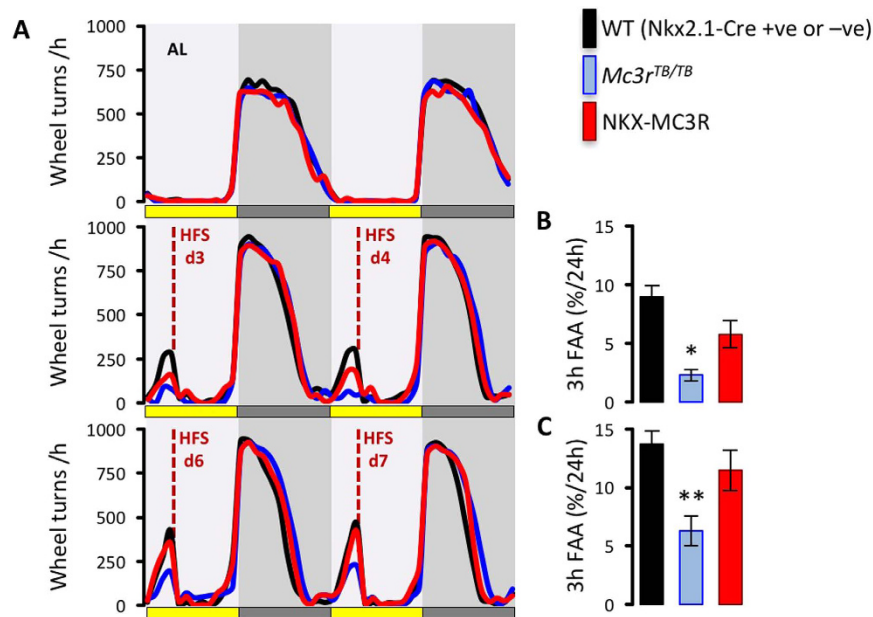 A
AL
Wheel turns /h
1000
750
500
250
0
HFS
d3
HFS
d4
Wheel turns /h
1000
750
500
250
0
HFS
d6
HFS
d7
Wheel turns /h
1000
750
500
250
0
WT (Nkx2.1-Cre +ve or –ve)
Mc3rTB/TB
NKX-MC3R
B
3h FAA (%/24h)
15
10
5
0
*
C
3h FAA (%/24h)
15
10
5
0
**